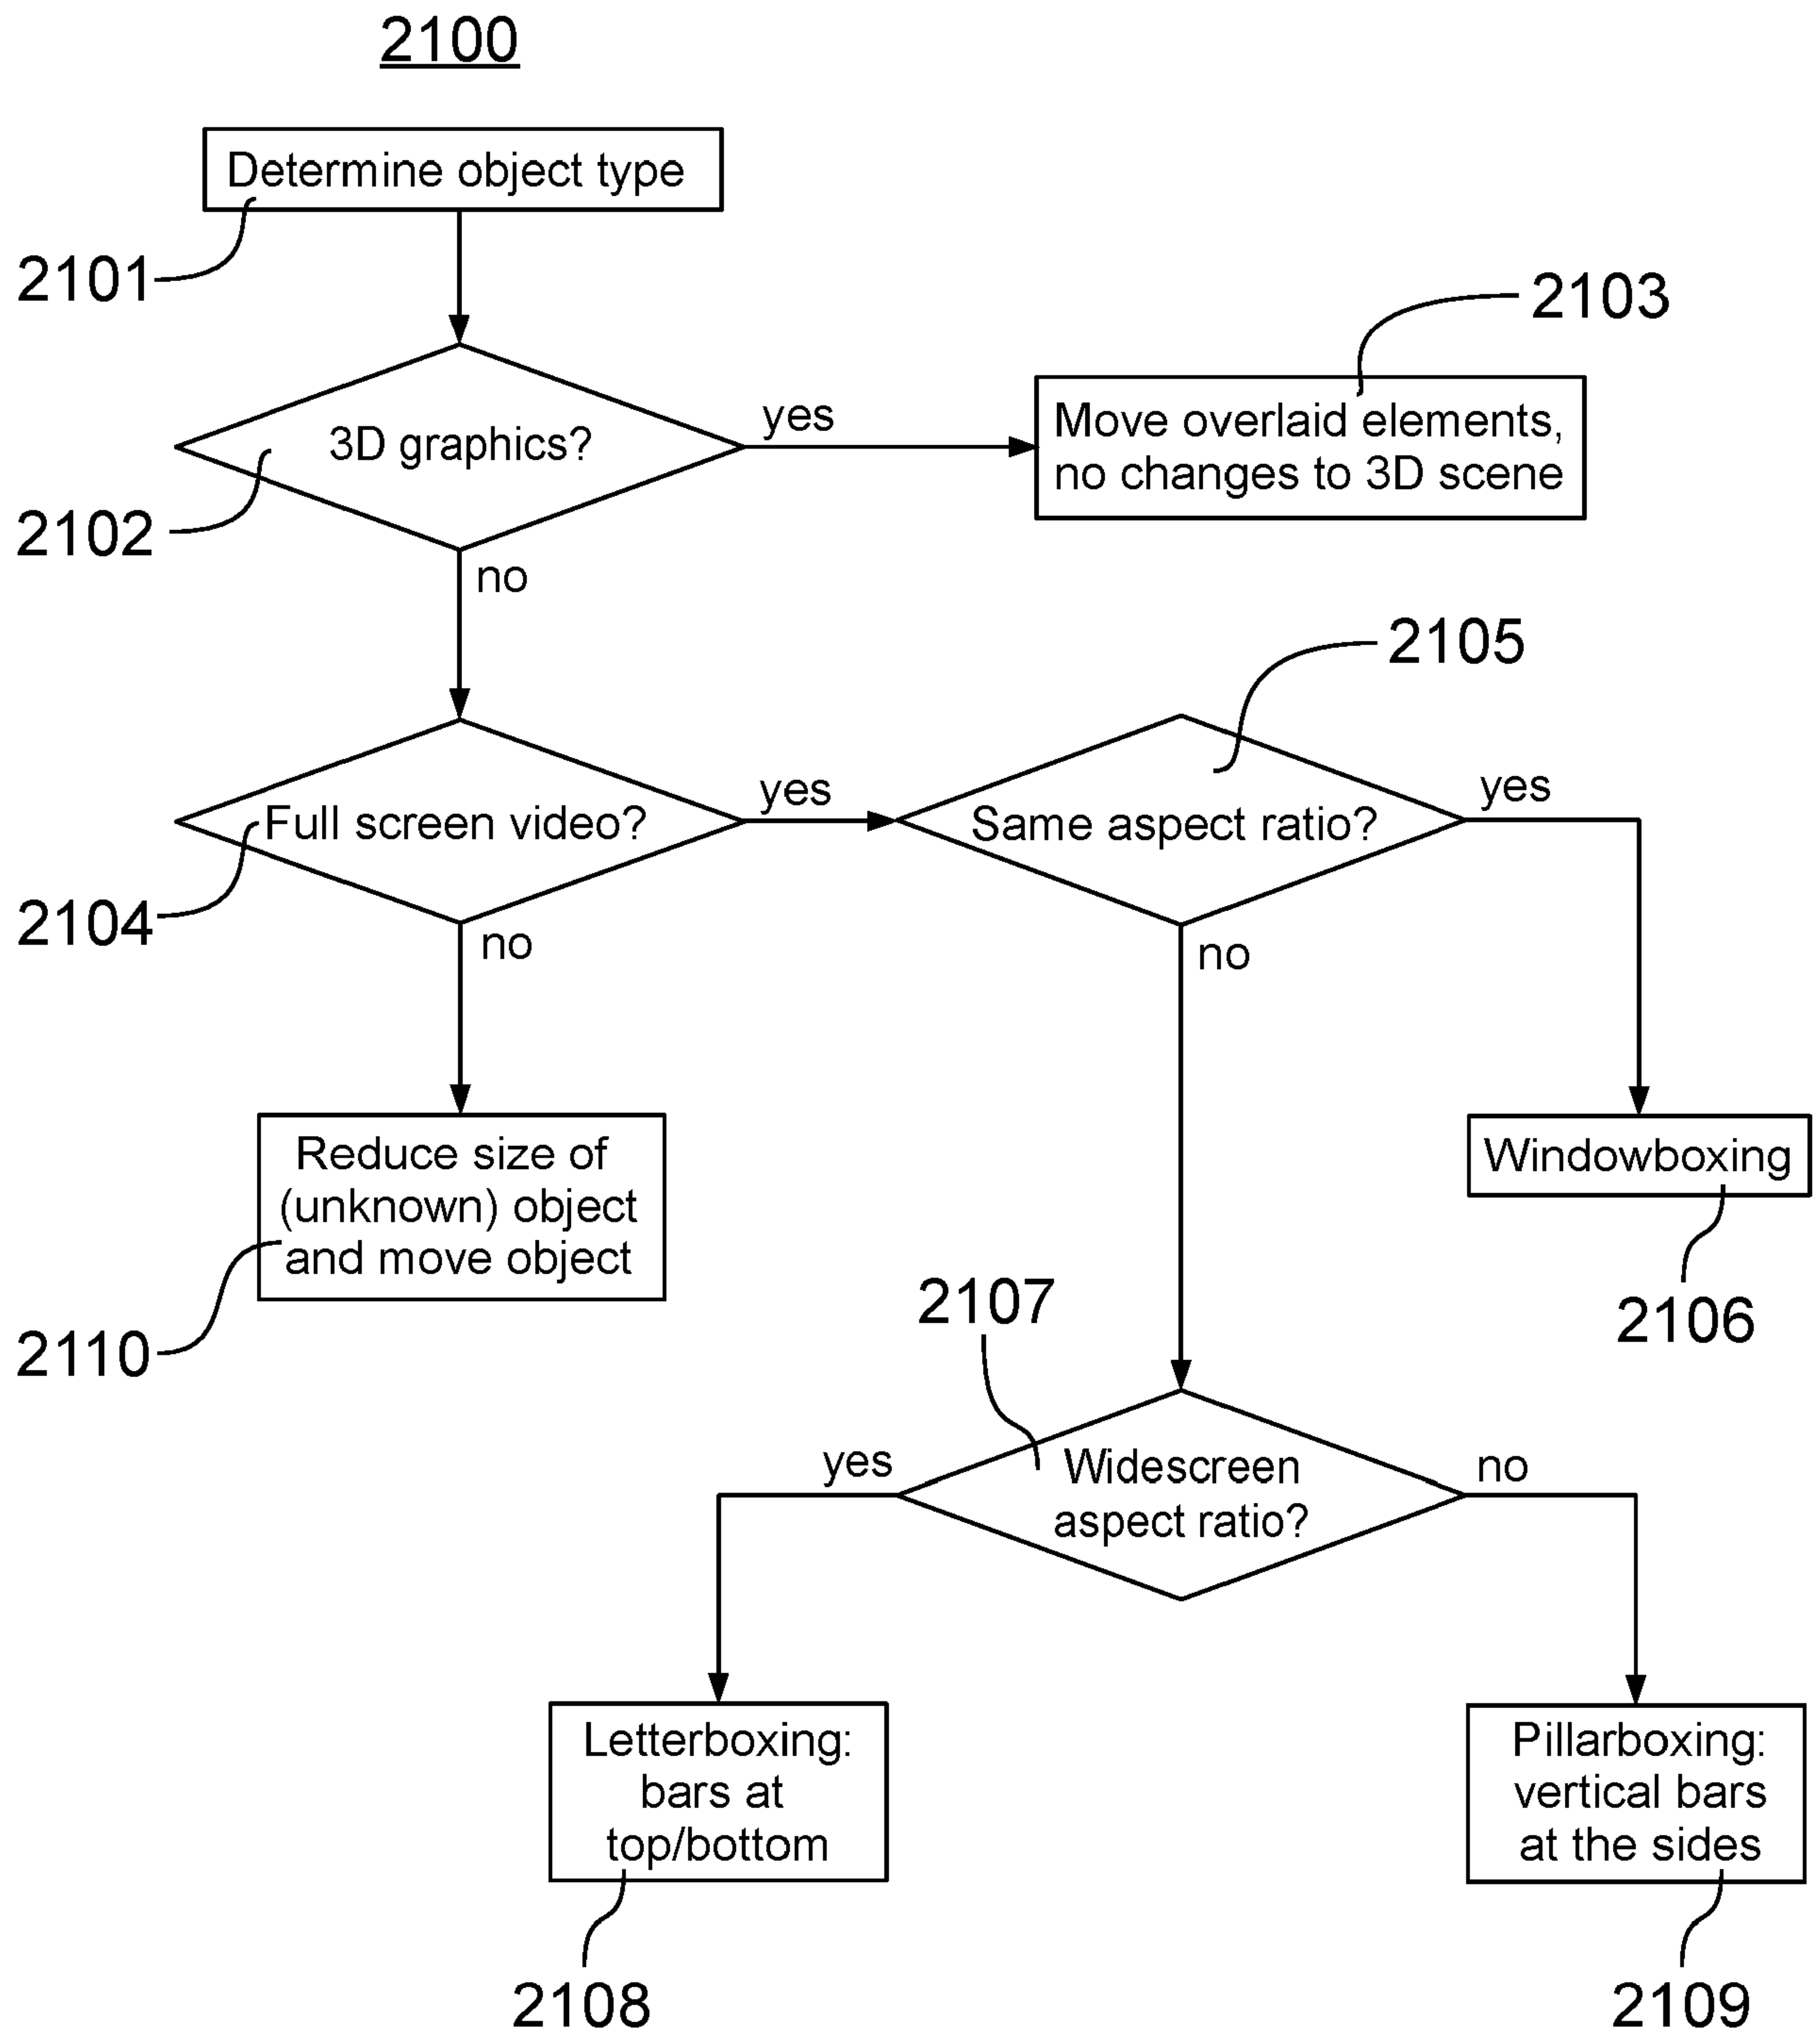 2100
Determine object type
2101
2103
3D graphics?
yes
Move overlaid elements,
no changes to 3D scene
2102
no
2105
Full screen video?
yes
Same aspect ratio?
yes
2104
no
no
Reduce size of
(unknown) object
and move object
2110
Windowboxing
2106
2107
yes
Widescreen
aspect ratio?
no
Letterboxing:
bars at
top/bottom
2108
Pillarboxing:
vertical bars
at the sides
2109